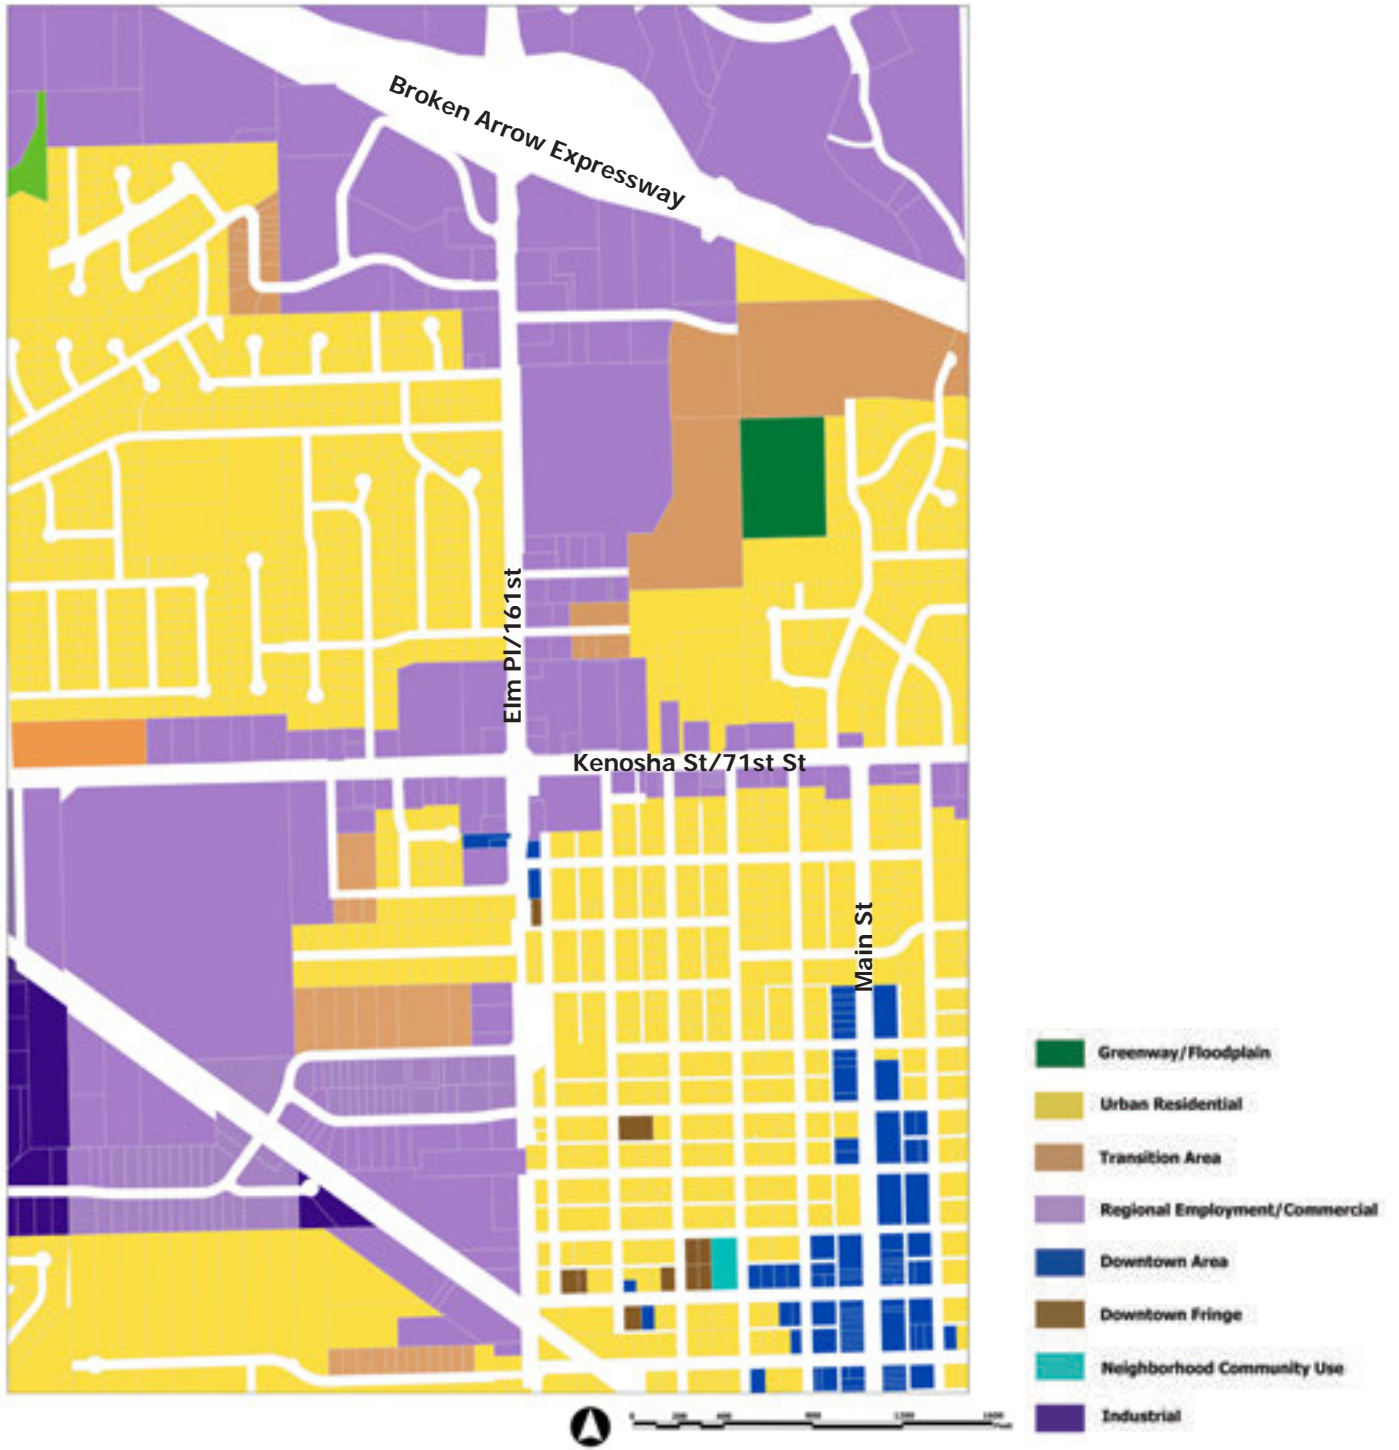 Broken Arrow Expressway
Elm Pl/161st
Kenosha St/71st St
Main St
Greenway/Floodplain
Urban Residential
Transition Area
Regional Employment/Commercial
Downtown Area
Downtown Fringe
Neighborhood Community Use
Industrial